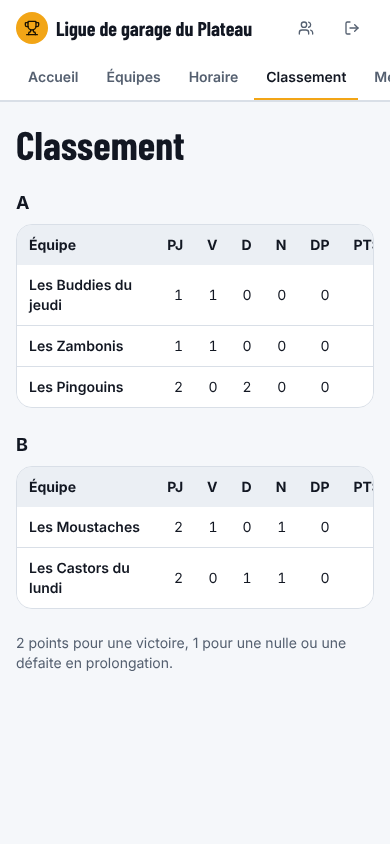 Ligue de garage du Plateau
Accueil Équipes Horaire Classement
Classement
A
Équipe PJ V D N DP
Les Buddies du
jeudi 1 1 0 0 0
Les Zambonis 1 1 0 0 0
Les Pingouins 2 0 2 0 0
B
Équipe PJ V D N DP
Les Moustaches 2 1 0 1 0
Les Castors du
lundi 2 0 1 1 0
2 points pour une victoire, 1 pour une nulle ou une
défaite en prolongation.